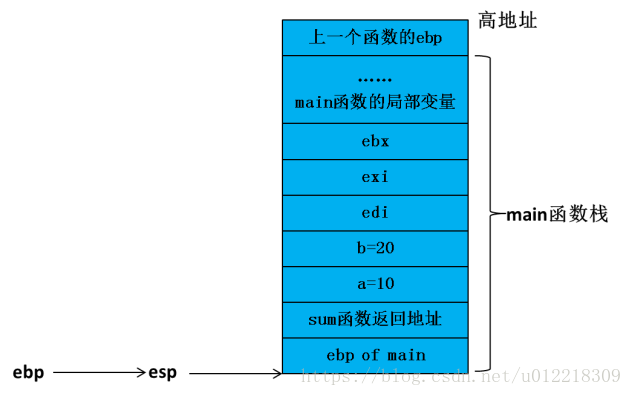 高地址
上一个函数的ebp
……
main函数的局部变量
ebx
exi
edi
b=20
main函数栈
a=10
sum函数返回地址
ebp of main
ebp
esp
https://blog.csdn.net/u012218309